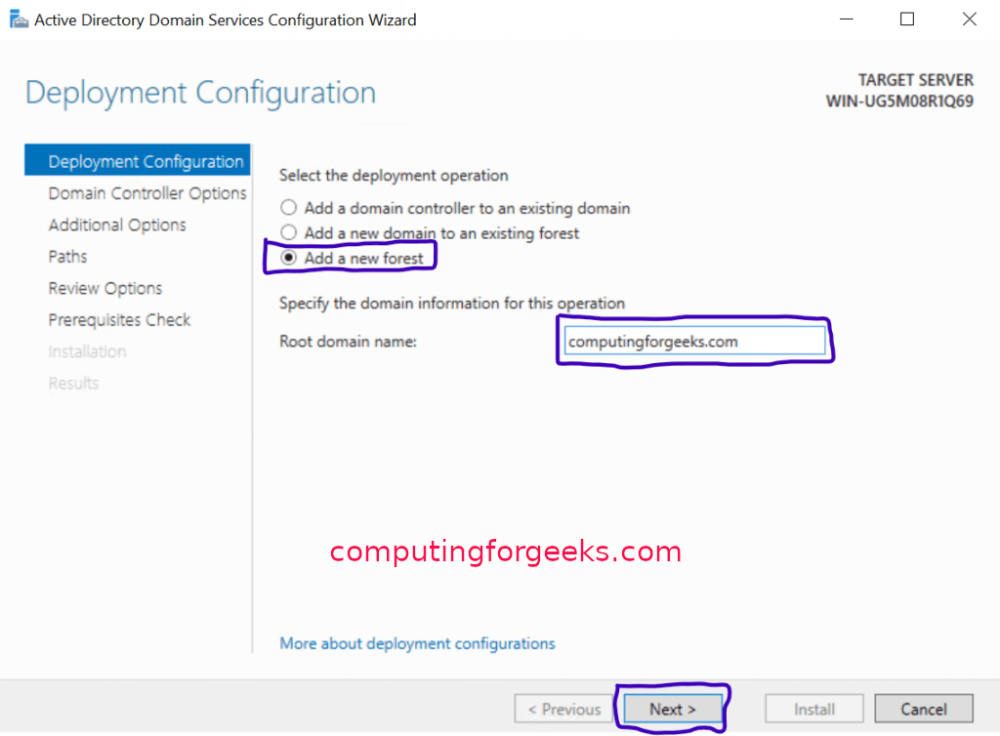 Active Directory Domain Services Configuration Wizard
Deployment Configuration
TARGET SERVER
WIN-UG5M08R1Q69
Deployment Configuration
Domain Controller Options
Additional Options
Paths
Review Options
Prerequisites Check
Installation
Results
Select the deployment operation
Add a domain controller to an existing domain
Add a new domain to an existing forest
Add a new forest
Specify the domain information for this operation
Root domain name:
computingforgeeks.com
computingforgeeks.com
More about deployment configurations
< Previous
Next >
Install
Cancel